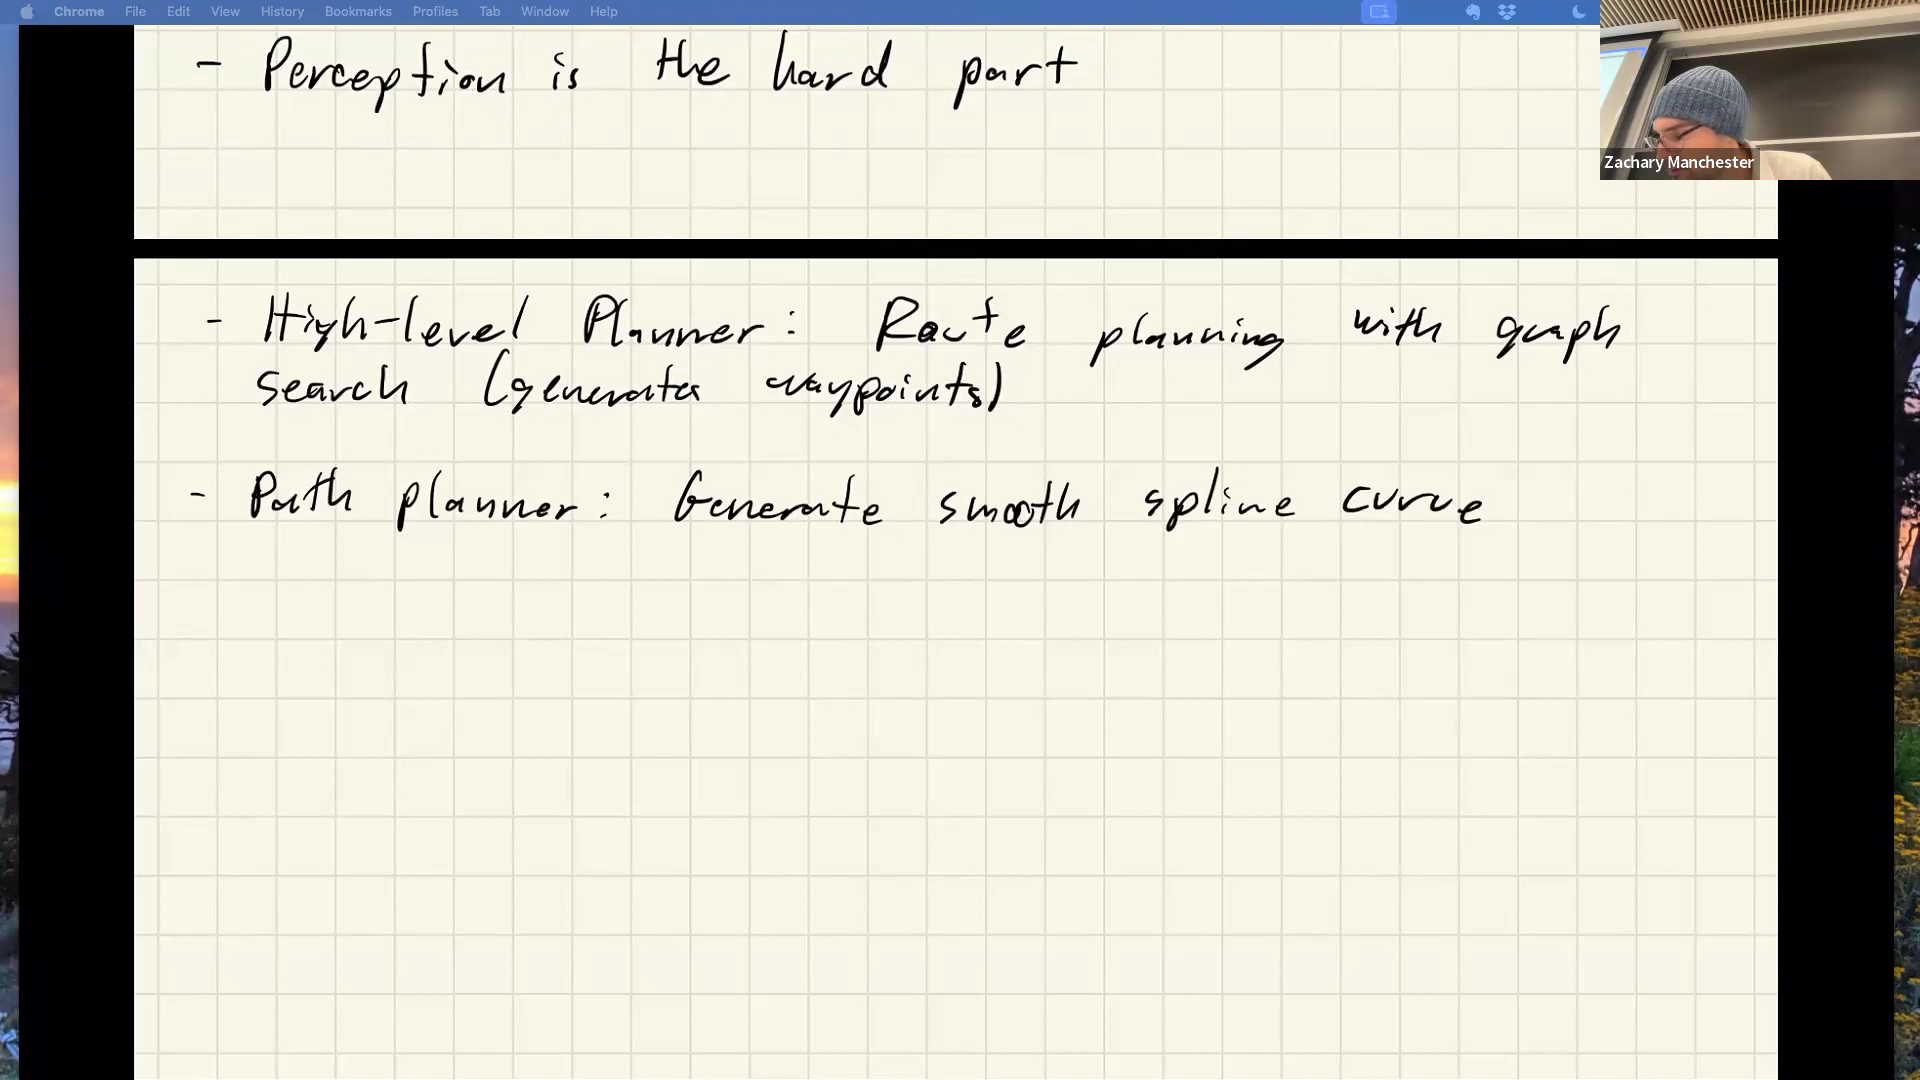 Chrome File Edit View History Bookmarks Profiles Tab Window Help
- Perception is the hard part
Zachary Manchester
- High-level Planner: Route planning with graph
search (generates waypoints)
- Path planner: Generate smooth spline curve